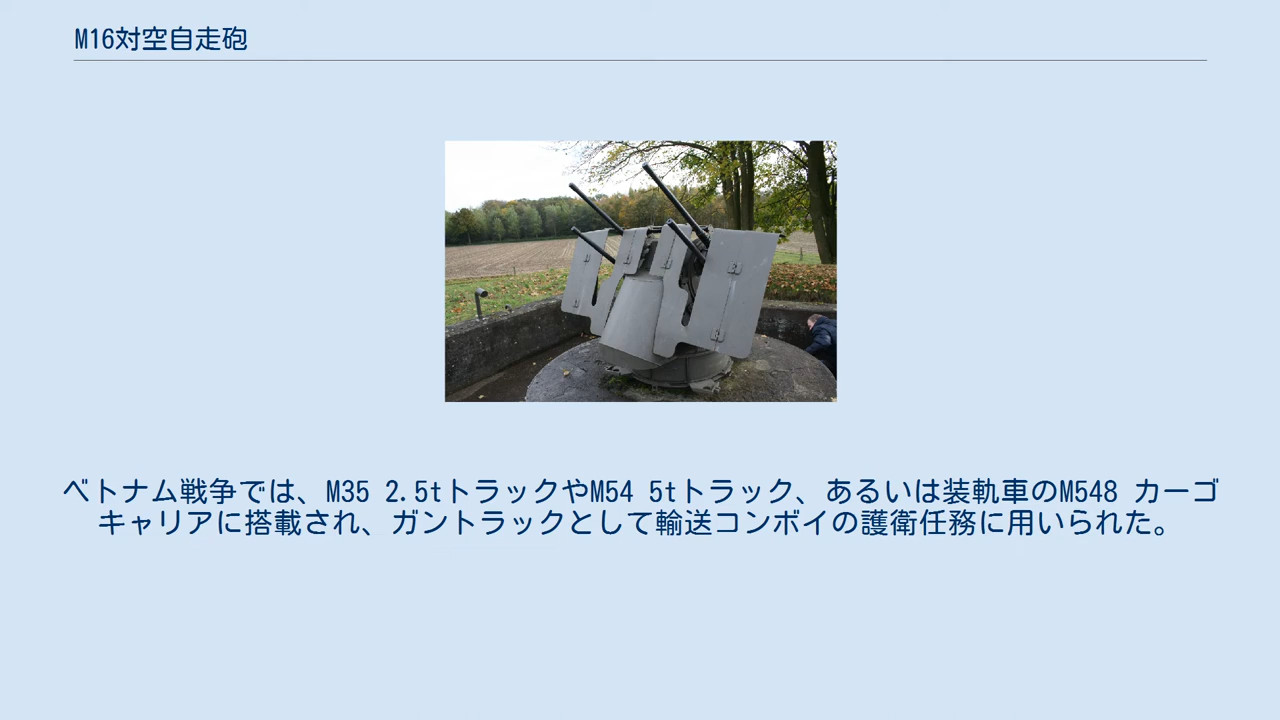 M16対空自走砲
ベトナム戦争では、M35 2.5tトラックやM54 5tトラック、あるいは装軌車のM548 カーゴ
キャリアに搭載され、ガントラックとして輸送コンボイの護衛任務に用いられた。